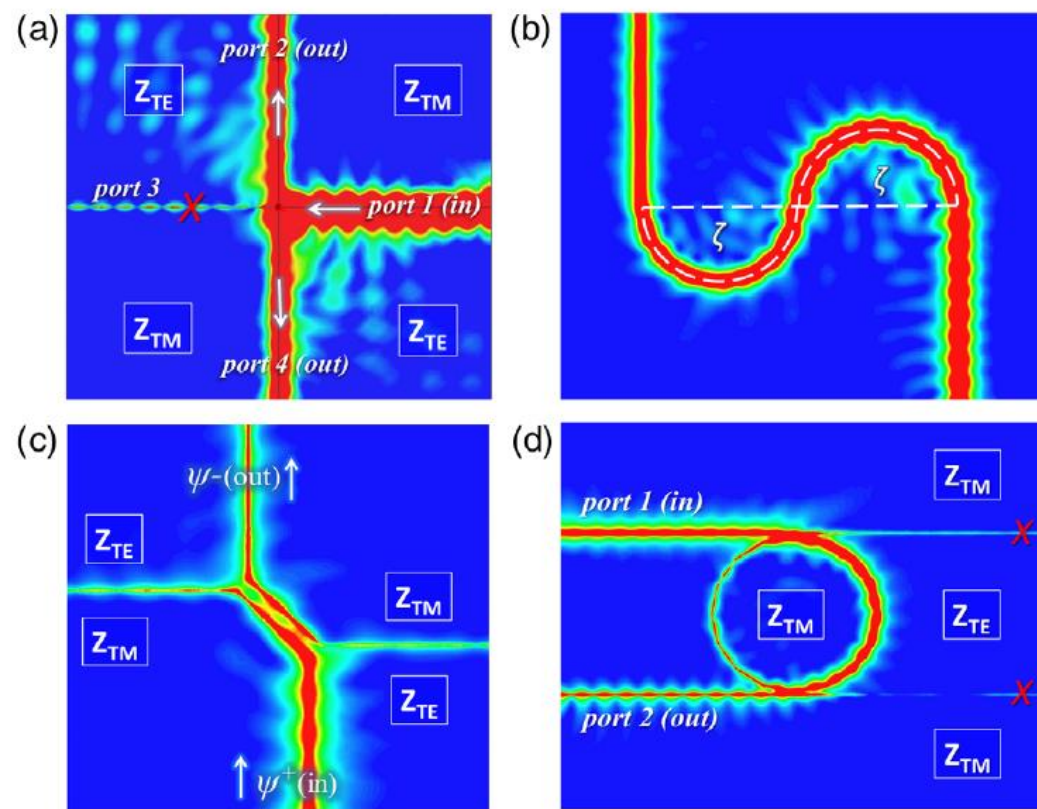 (a)
port 2 (out)
Z_TE
Z_TM
port 3
X
port 1 (in)
Z_TM
Z_TE
port 4 (out)
(b)
ζ
ζ
(c)
ψ-(out)
Z_TE
Z_TM
Z_TM
Z_TE
ψ⁺(in)
(d)
Z_TM
port 1 (in)
X
Z_TM
Z_TE
X
port 2 (out)
Z_TM